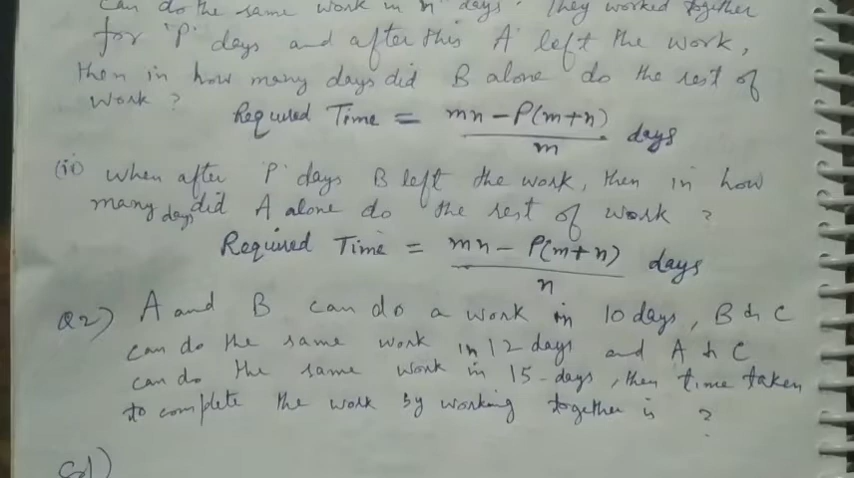 can do the same work in n days. They worked together
for 'P' days and after this A left the work,
then in how many days did B alone do the rest of
work ?
Required Time = mn - P(m+n) / m days
(ii) when after 'P' days B left the work, then in how
many days did A alone do the rest of work ?
Required Time = mn - P(m+n) / n days
Q2) A and B can do a work in 10 days, B & C
can do the same work in 12 days and A & C
can do the same work in 15 days, then time taken
to complete the work by working together is ?
Sol)